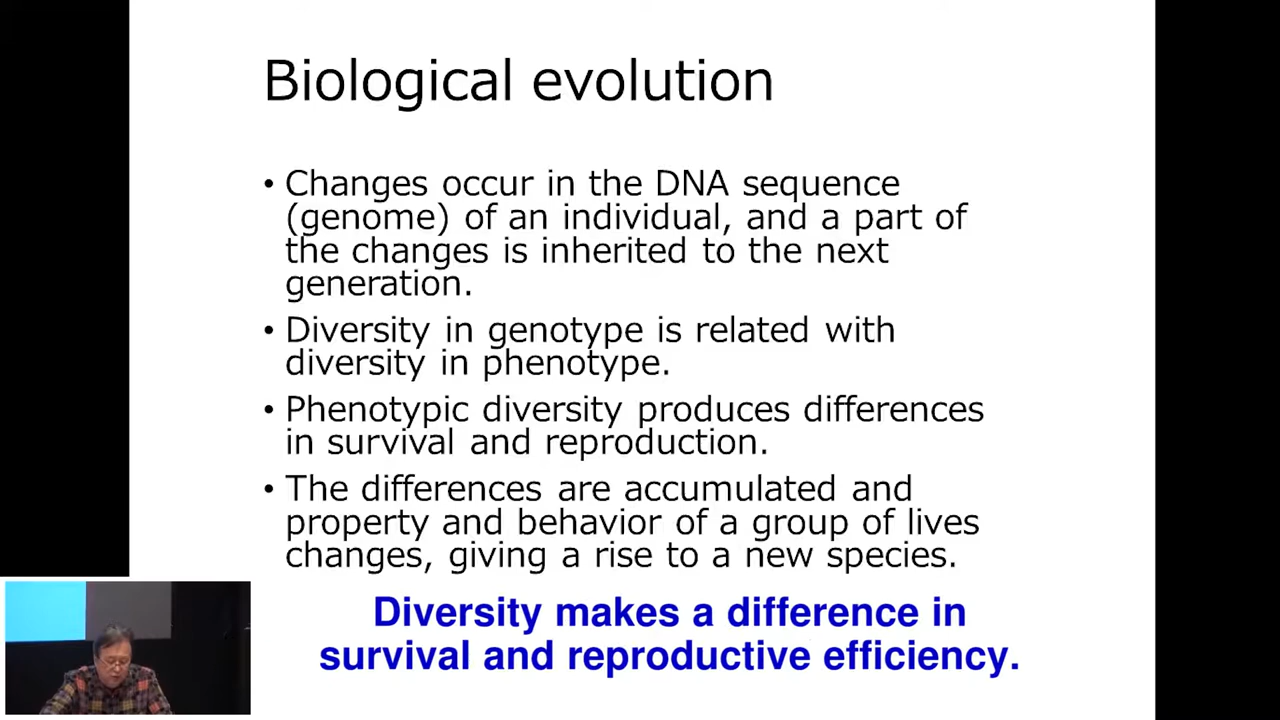 Biological evolution
• Changes occur in the DNA sequence
(genome) of an individual, and a part of
the changes is inherited to the next
generation.
• Diversity in genotype is related with
diversity in phenotype.
• Phenotypic diversity produces differences
in survival and reproduction.
• The differences are accumulated and
property and behavior of a group of lives
changes, giving a rise to a new species.
Diversity makes a difference in
survival and reproductive efficiency.